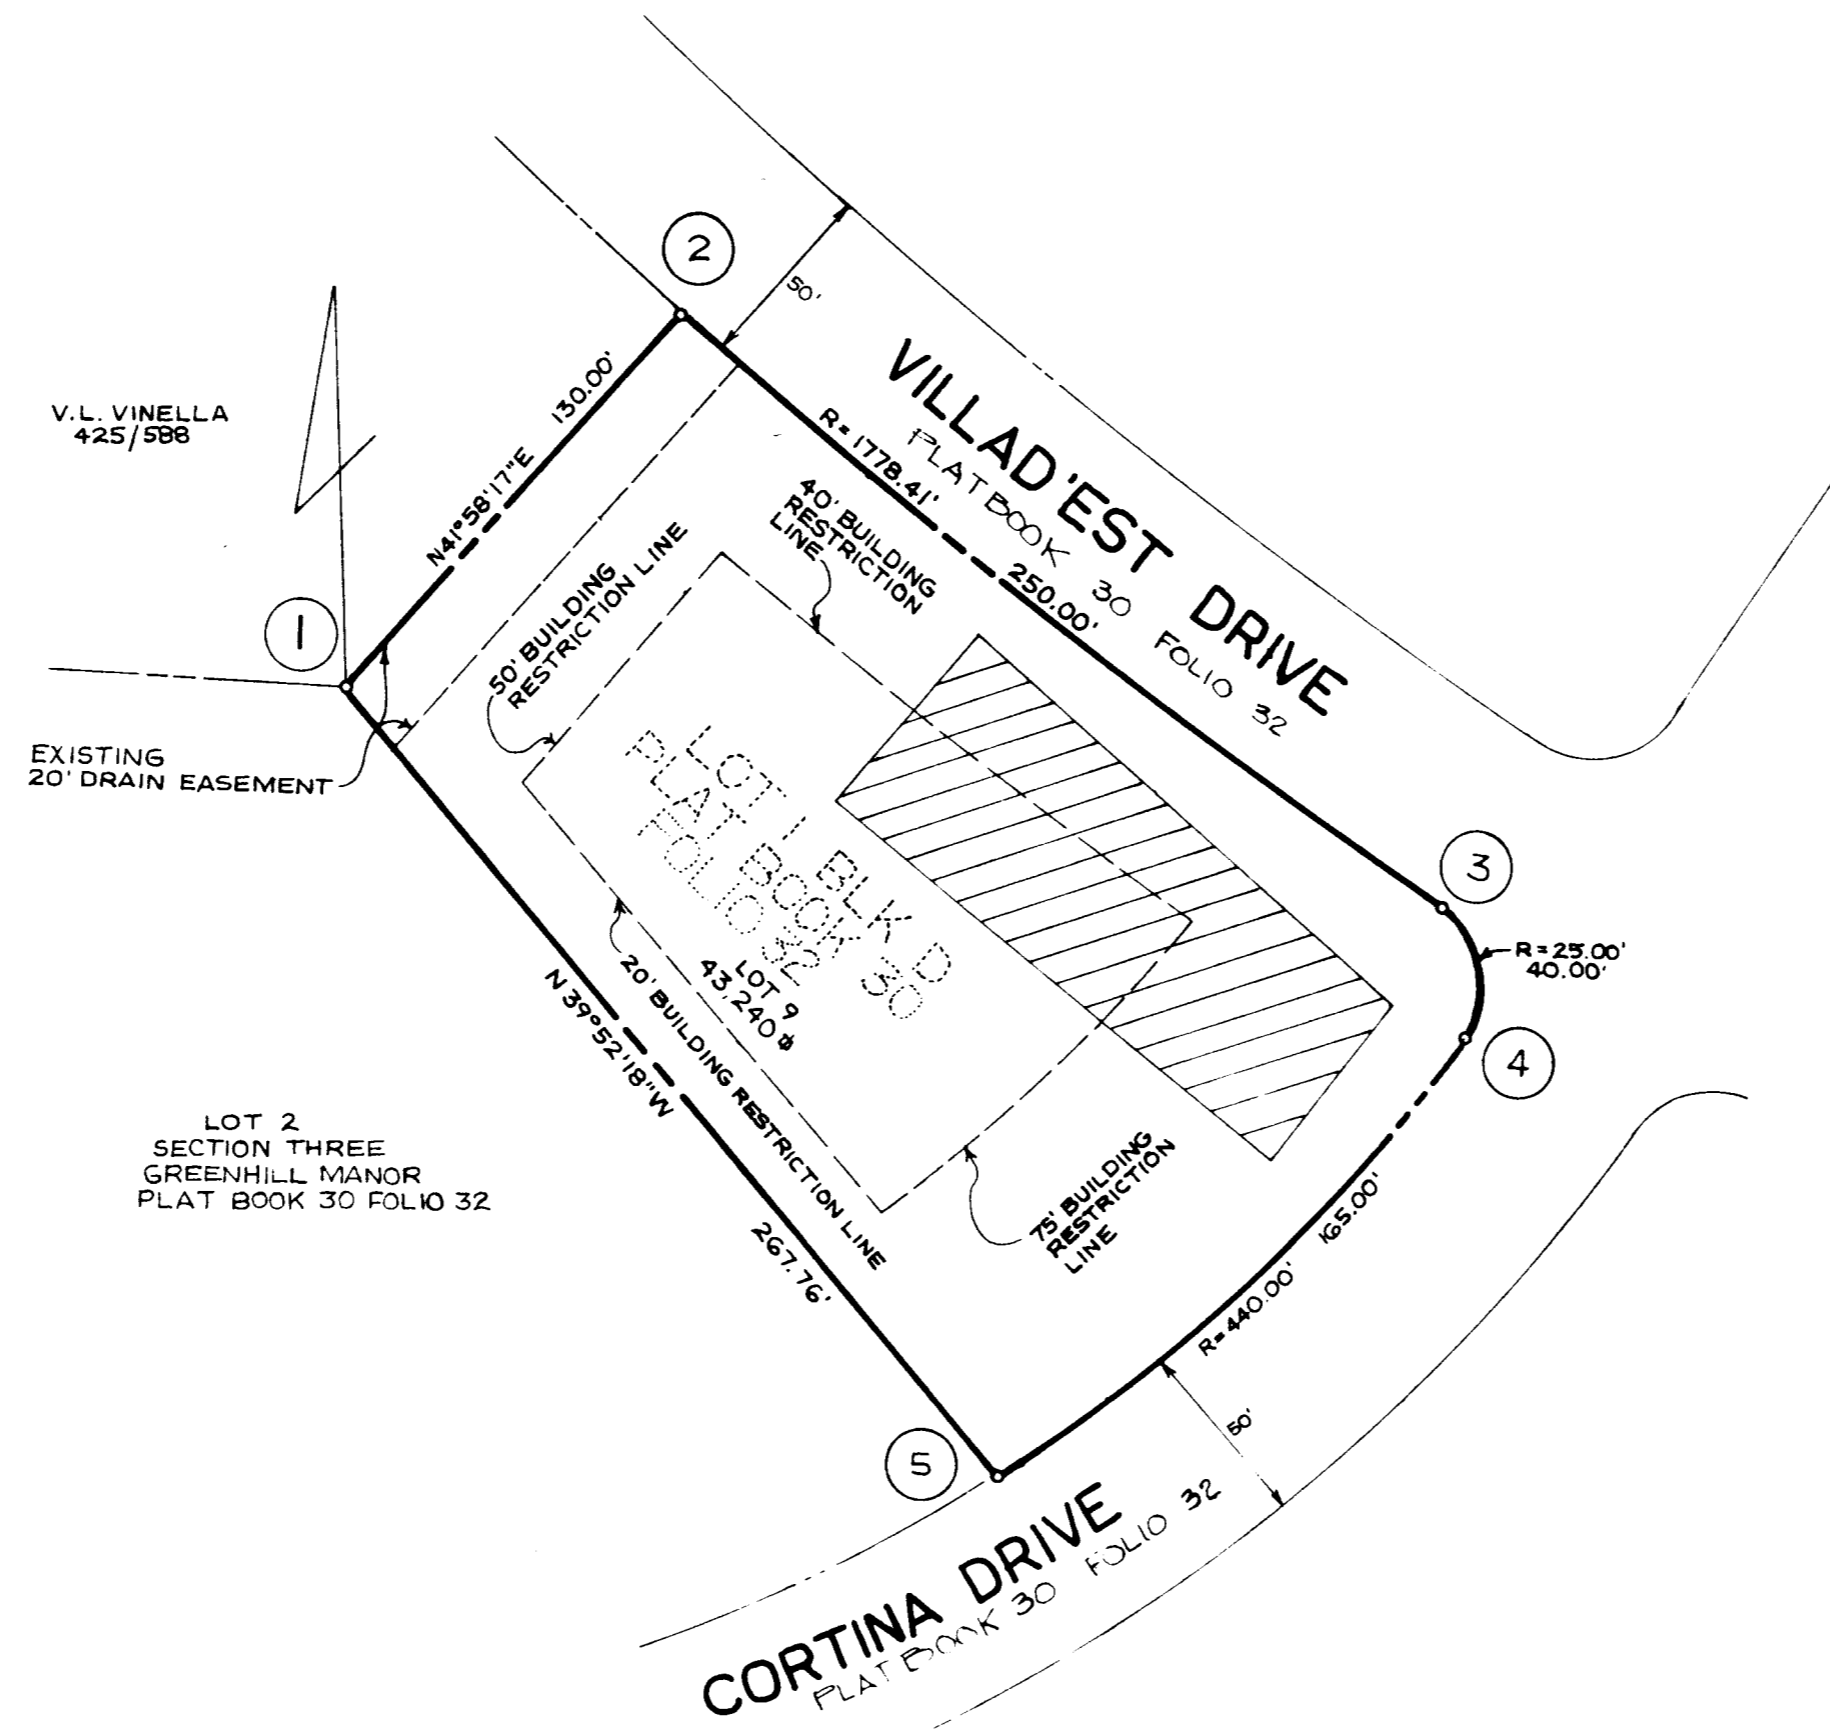 2
50'
VILLAD'EST DRIVE
PLAT BOOK 30 FOLIO 32
V.L. VINELLA
425/588
130.00'
N41°58'17"E
R=1778.41'
250.00'
40' BUILDING
RESTRICTION
LINE
50' BUILDING
RESTRICTION LINE
1
EXISTING
20' DRAIN EASEMENT
LOT 1 BLK D
PLAT BOOK 30
FOLIO 32
LOT 9
43,240
3
R=25.00'
40.00'
4
20' BUILDING RESTRICTION LINE
N39°52'18"W
267.76'
LOT 2
SECTION THREE
GREENHILL MANOR
PLAT BOOK 30 FOLIO 32
75' BUILDING
RESTRICTION
LINE
165.00'
R=440.00'
50'
5
CORTINA DRIVE
PLAT BOOK 30 FOLIO 32